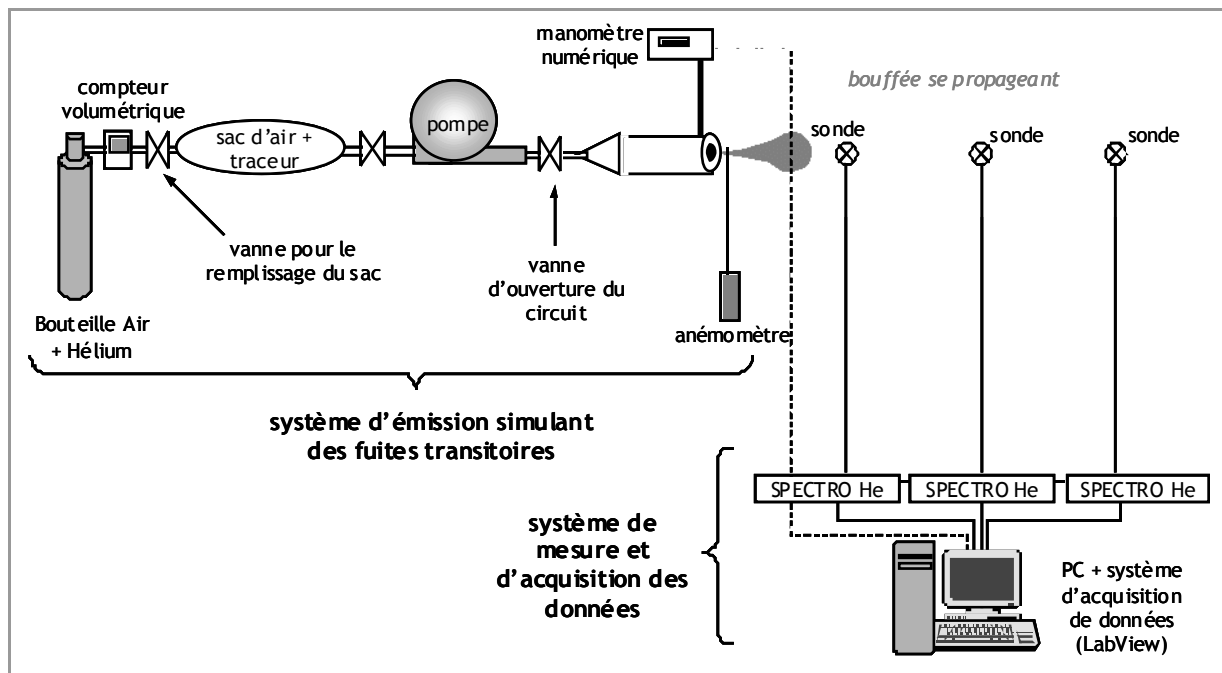 manomètre
numérique
bouffée se propageant
compteur
volumétrique
sac d'air +
traceur
pompe
sonde
sonde
sonde
vanne pour le
remplissage du sac
vanne
d'ouverture du
circuit
anémomètre
Bouteille Air
+ Hélium
système d'émission simulant
des fuites transitoires
SPECTRO He
SPECTRO He
SPECTRO He
système de
mesure et
d'acquisition des
données
PC + système
d'acquisition
de données
(LabView)